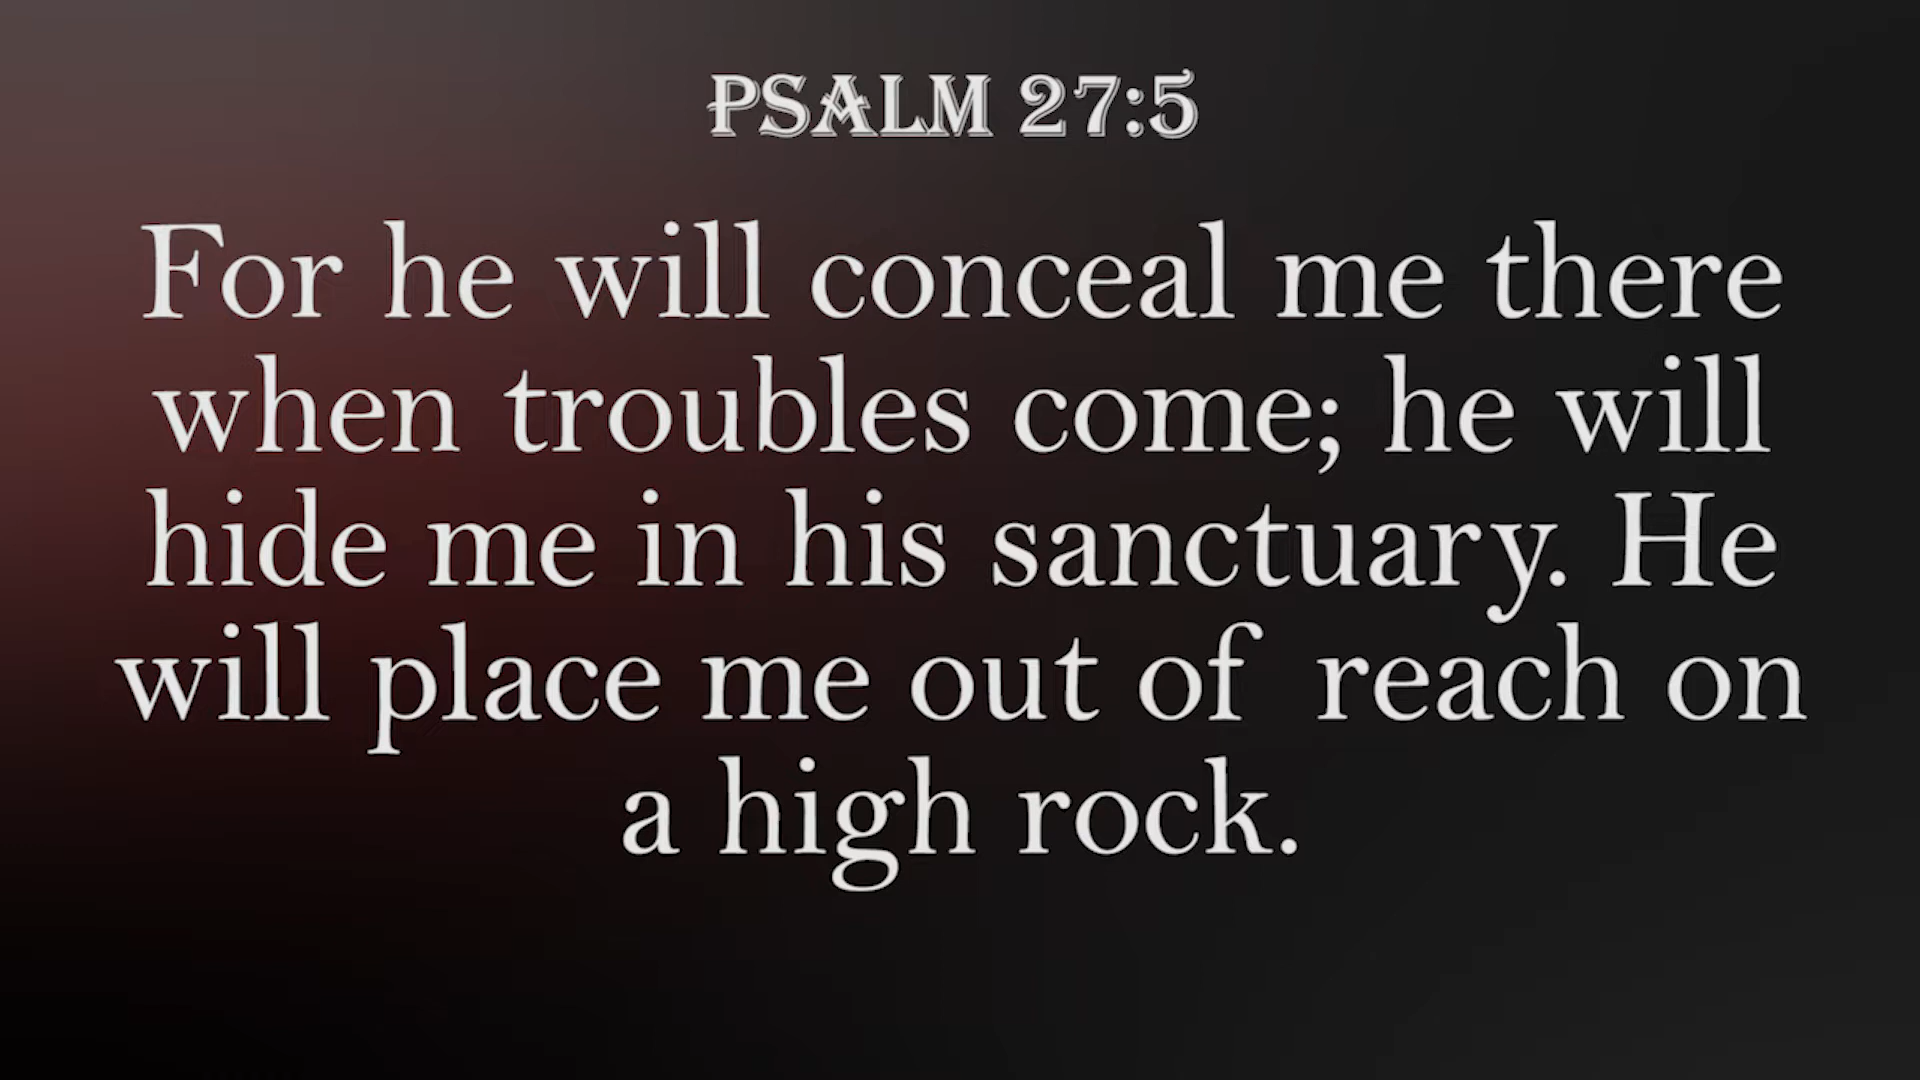 PSALM 27:5
For he will conceal me there
when troubles come; he will
hide me in his sanctuary. He
will place me out of reach on
a high rock.